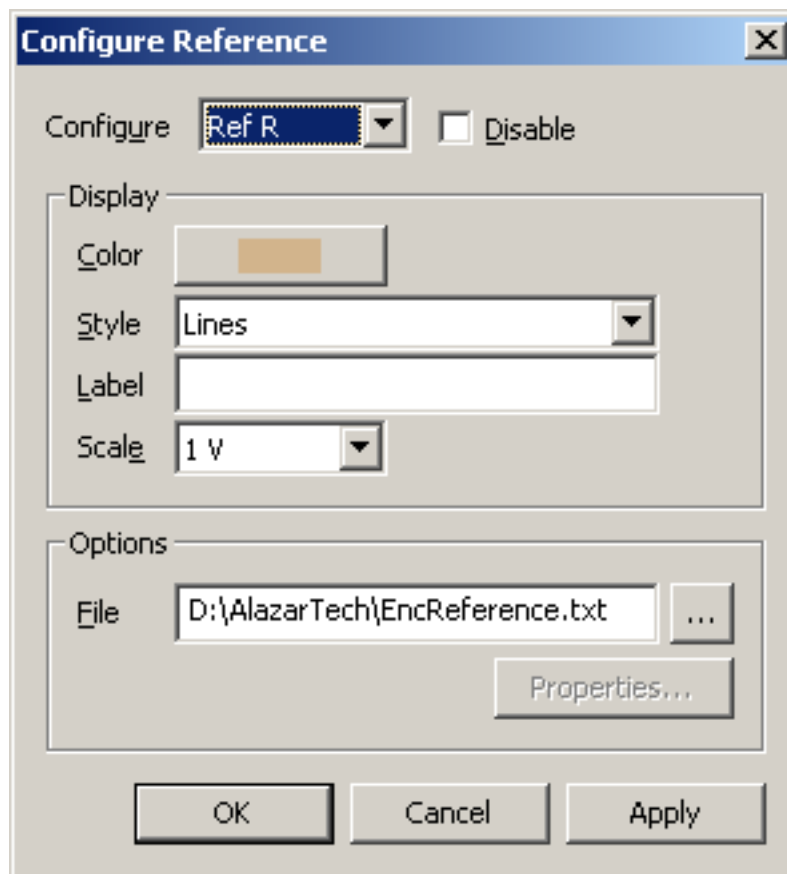 Configure Reference
Configure Ref R Disable
Display
Color
Style Lines
Label
Scale 1 V
Options
File D:\AlazarTech\EncReference.txt ...
Properties...
OK Cancel Apply